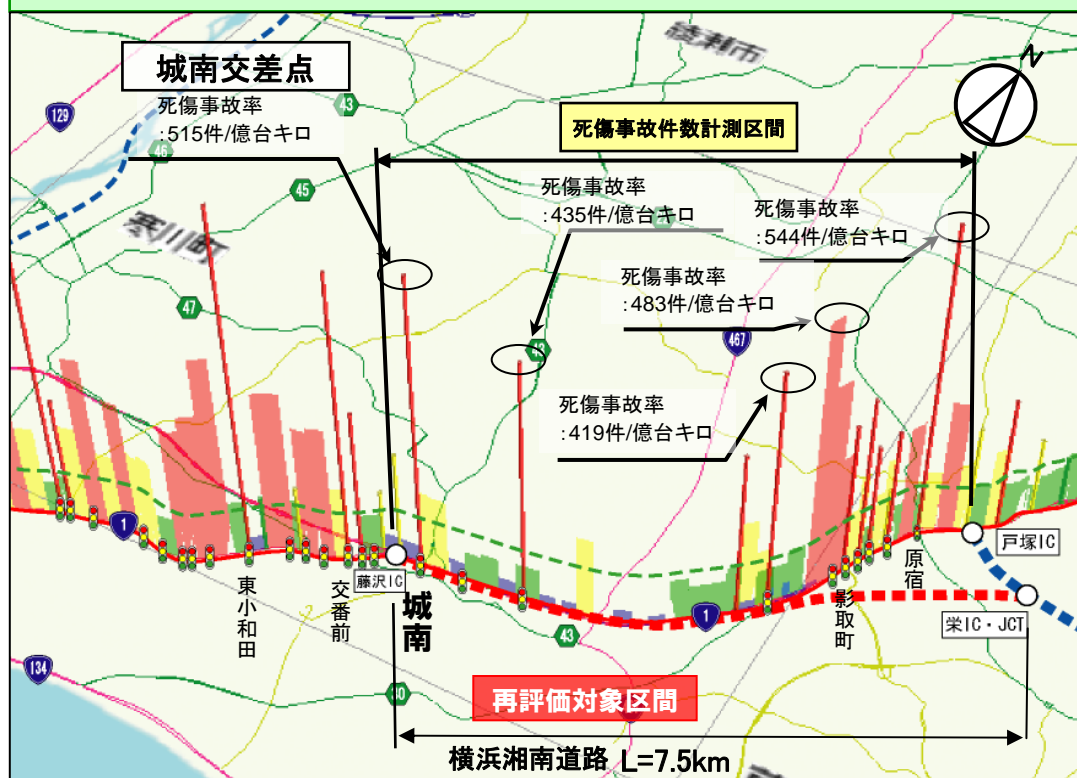 綾瀬市
N
城南交差点
死傷事故率
:515件/億台キロ
129
43
46
45
死傷事故件数計測区間
死傷事故率
:435件/億台キロ
死傷事故率
:544件/億台キロ
寒川町
47
死傷事故率
:483件/億台キロ
467
43
死傷事故率
:419件/億台キロ
1
藤沢IC
東小和田
交番前
城南
43
1
影取町
原宿
戸塚IC
栄IC・JCT
134
30
再評価対象区間
横浜湘南道路 L=7.5km